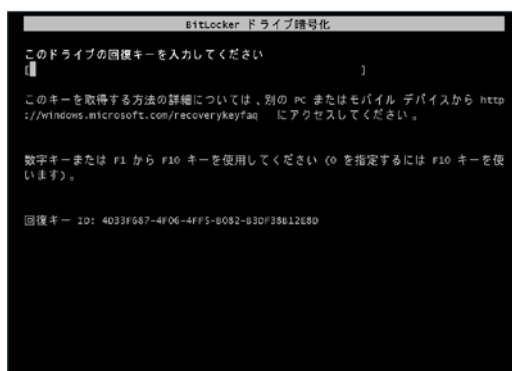 BitLocker ドライブ暗号化
このドライブの回復キーを入力してください
[ ]
このキーを取得する方法の詳細については、別の PC またはモバイル デバイスから http
://windows.microsoft.com/recoverykeyfaq にアクセスしてください。
数字キーまたは F1 から F10 キーを使用してください (0 を指定するには F10 キーを使
います)。
回復キー ID: 4D33F687-4F06-4FF5-B082-B3DF38B12E8D